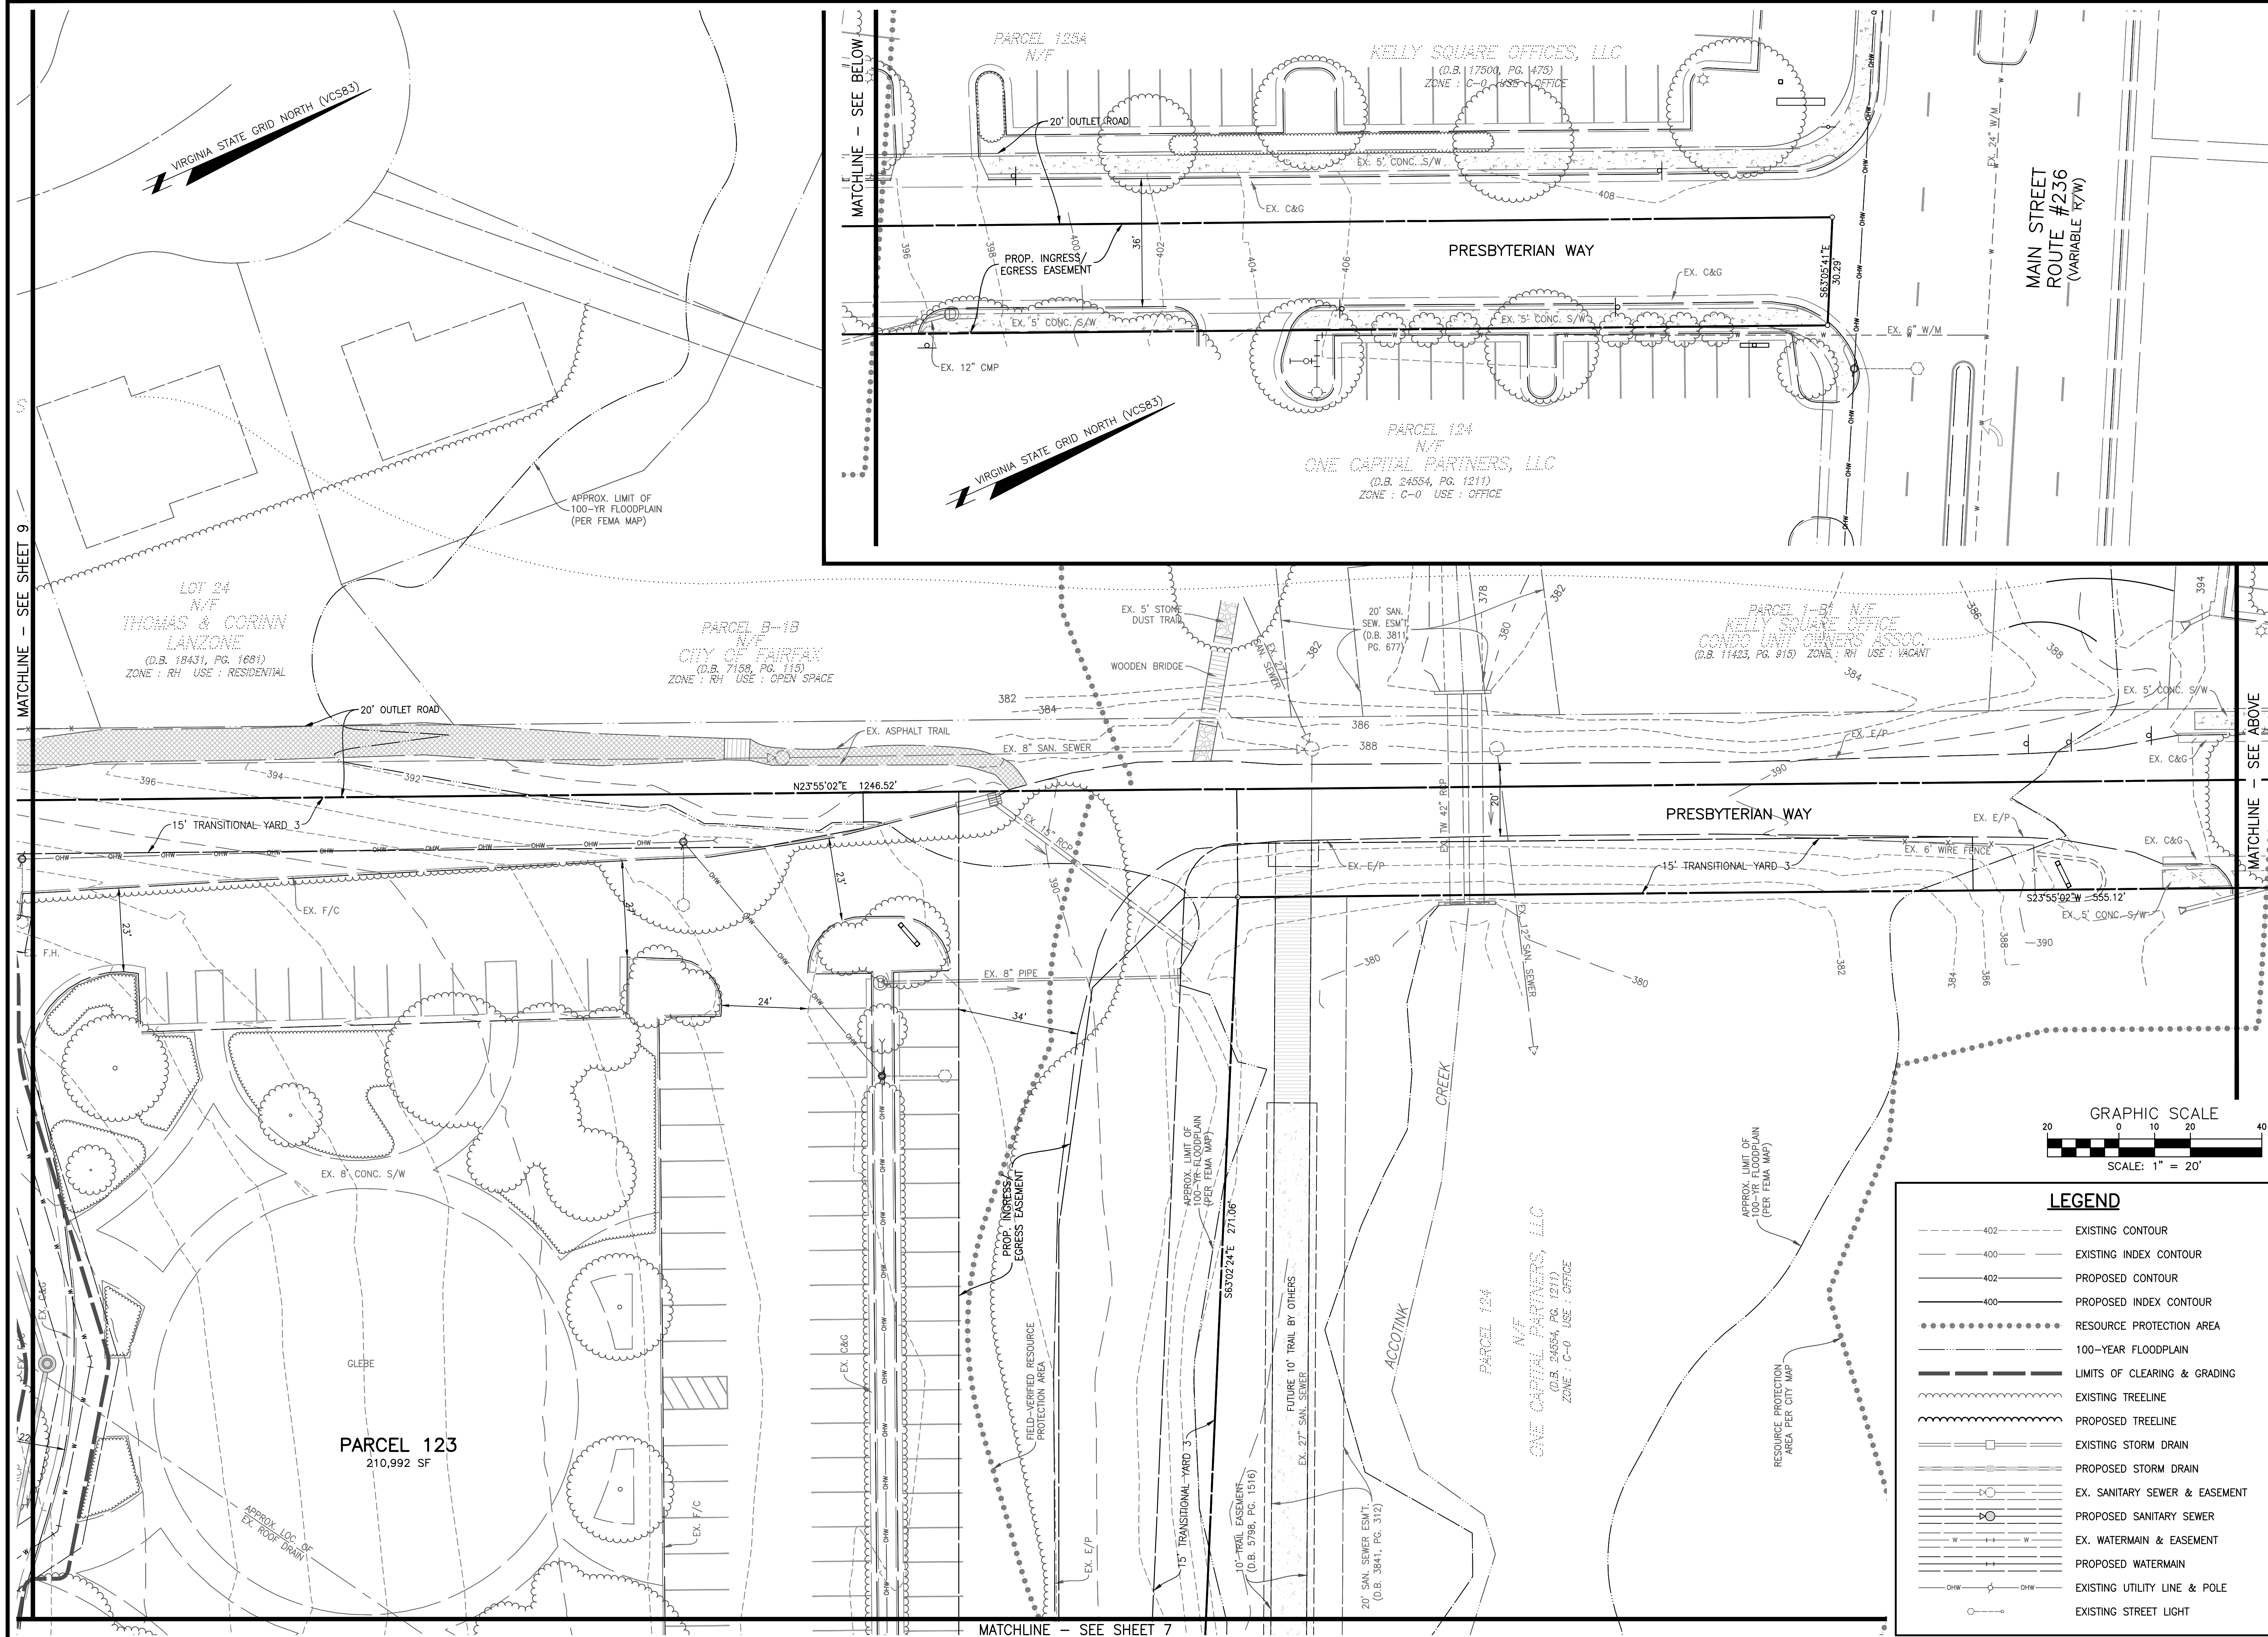 VIRGINIA STATE GRID NORTH (VCS83)
MATCHLINE - SEE BELOW
PARCEL 125A
N/F
KELLY SQUARE OFFICES, LLC
(D.B. 17500, PG. 475)
ZONE : C-O USE : OFFICE
20' OUTLET ROAD
EX. 5' CONC. S/W
EX. C&G
408
396
398
400
402
404
406
36'
PROP. INGRESS/
EGRESS EASEMENT
PRESBYTERIAN WAY
S63°05'41"E
30.29'
EX. C&G
EX. 5' CONC. S/W
EX. 5' CONC. S/W
EX. 12" CMP
EX. 6" W/M
EX. 24" W/M
OHW
W
MAIN STREET
ROUTE #236
(VARIABLE R/W)
VIRGINIA STATE GRID NORTH (VCS83)
PARCEL 124
N/F
ONE CAPITAL PARTNERS, LLC
(D.B. 24554, PG. 1211)
ZONE : C-O USE : OFFICE
APPROX. LIMIT OF
100-YR FLOODPLAIN
(PER FEMA MAP)
MATCHLINE - SEE SHEET 9
LOT 24
N/F
THOMAS & CORINN
LANZONE
(D.B. 18431, PG. 1681)
ZONE : RH USE : RESIDENTIAL
PARCEL B-1B
N/F
CITY OF FAIRFAX
(D.B. 7158, PG. 115)
ZONE : RH USE : OPEN SPACE
EX. 5' STONE
DUST TRAIL
WOODEN BRIDGE
EX. 27"
SAN. SEWER
20' SAN.
SEW. ESM'T
(D.B. 3811,
PG. 677)
382
378
380
382
PARCEL 1-B1 N/F
KELLY SQUARE OFFICE
CONDO UNIT OWNERS ASSOC.
(D.B. 11423, PG. 915) ZONE : RH USE : VACANT
386
388
394
384
382
384
386
388
390
EX. 5' CONC. S/W
EX. C&G
EX. E/P
MATCHLINE - SEE ABOVE
20' OUTLET ROAD
EX. ASPHALT TRAIL
EX. 8" SAN. SEWER
396
394
392
N23°55'02"E 1246.52'
15' TRANSITIONAL YARD 3
OHW
EX. TW 42" RCP
20'
PRESBYTERIAN WAY
EX. E/P
EX. C&G
EX. 6' WIRE FENCE
EX. 15" RCP
390
EX. E/P
15' TRANSITIONAL YARD 3
S23°55'02"W 555.12'
EX. 5' CONC. S/W
EX. F/C
23'
23'
23'
EX. F.H.
EX. 8" PIPE
EX. 12" SAN. SEWER
380
380
382
384
386
388
390
24'
34'
CREEK
ACCOTINK
EX. 8' CONC. S/W
PROP. INGRESS/
EGRESS EASEMENT
APPROX. LIMIT OF
100-YR FLOODPLAIN
(PER FEMA MAP)
S63°02'24"E 271.06'
FUTURE 10' TRAIL BY OTHERS
EX. 27" SAN. SEWER
PARCEL 124
N/F
ONE CAPITAL PARTNERS, LLC
(D.B. 24554, PG. 1211)
ZONE : C-O USE : OFFICE
APPROX. LIMIT OF
100-YR FLOODPLAIN
(PER FEMA MAP)
RESOURCE PROTECTION
AREA PER CITY MAP
EX. C&G
EX. F/C
GLEBE
22'
PARCEL 123
210,992 SF
APPROX. LOC. OF
EX. ROOF DRAIN
EX. F/C
EX. C&G
FIELD-VERIFIED RESOURCE
PROTECTION AREA
EX. E/P
15' TRANSITIONAL YARD 3
10' TRAIL EASEMENT
(D.B. 5798, PG. 1516)
20' SAN. SEWER ESM'T.
(D.B. 3841, PG. 312)
MATCHLINE - SEE SHEET 7
GRAPHIC SCALE
20 0 10 20 40
SCALE: 1" = 20'
LEGEND
402 EXISTING CONTOUR
400 EXISTING INDEX CONTOUR
402 PROPOSED CONTOUR
400 PROPOSED INDEX CONTOUR
RESOURCE PROTECTION AREA
100-YEAR FLOODPLAIN
LIMITS OF CLEARING & GRADING
EXISTING TREELINE
PROPOSED TREELINE
EXISTING STORM DRAIN
PROPOSED STORM DRAIN
EX. SANITARY SEWER & EASEMENT
PROPOSED SANITARY SEWER
W W EX. WATERMAIN & EASEMENT
PROPOSED WATERMAIN
OHW OHW EXISTING UTILITY LINE & POLE
EXISTING STREET LIGHT